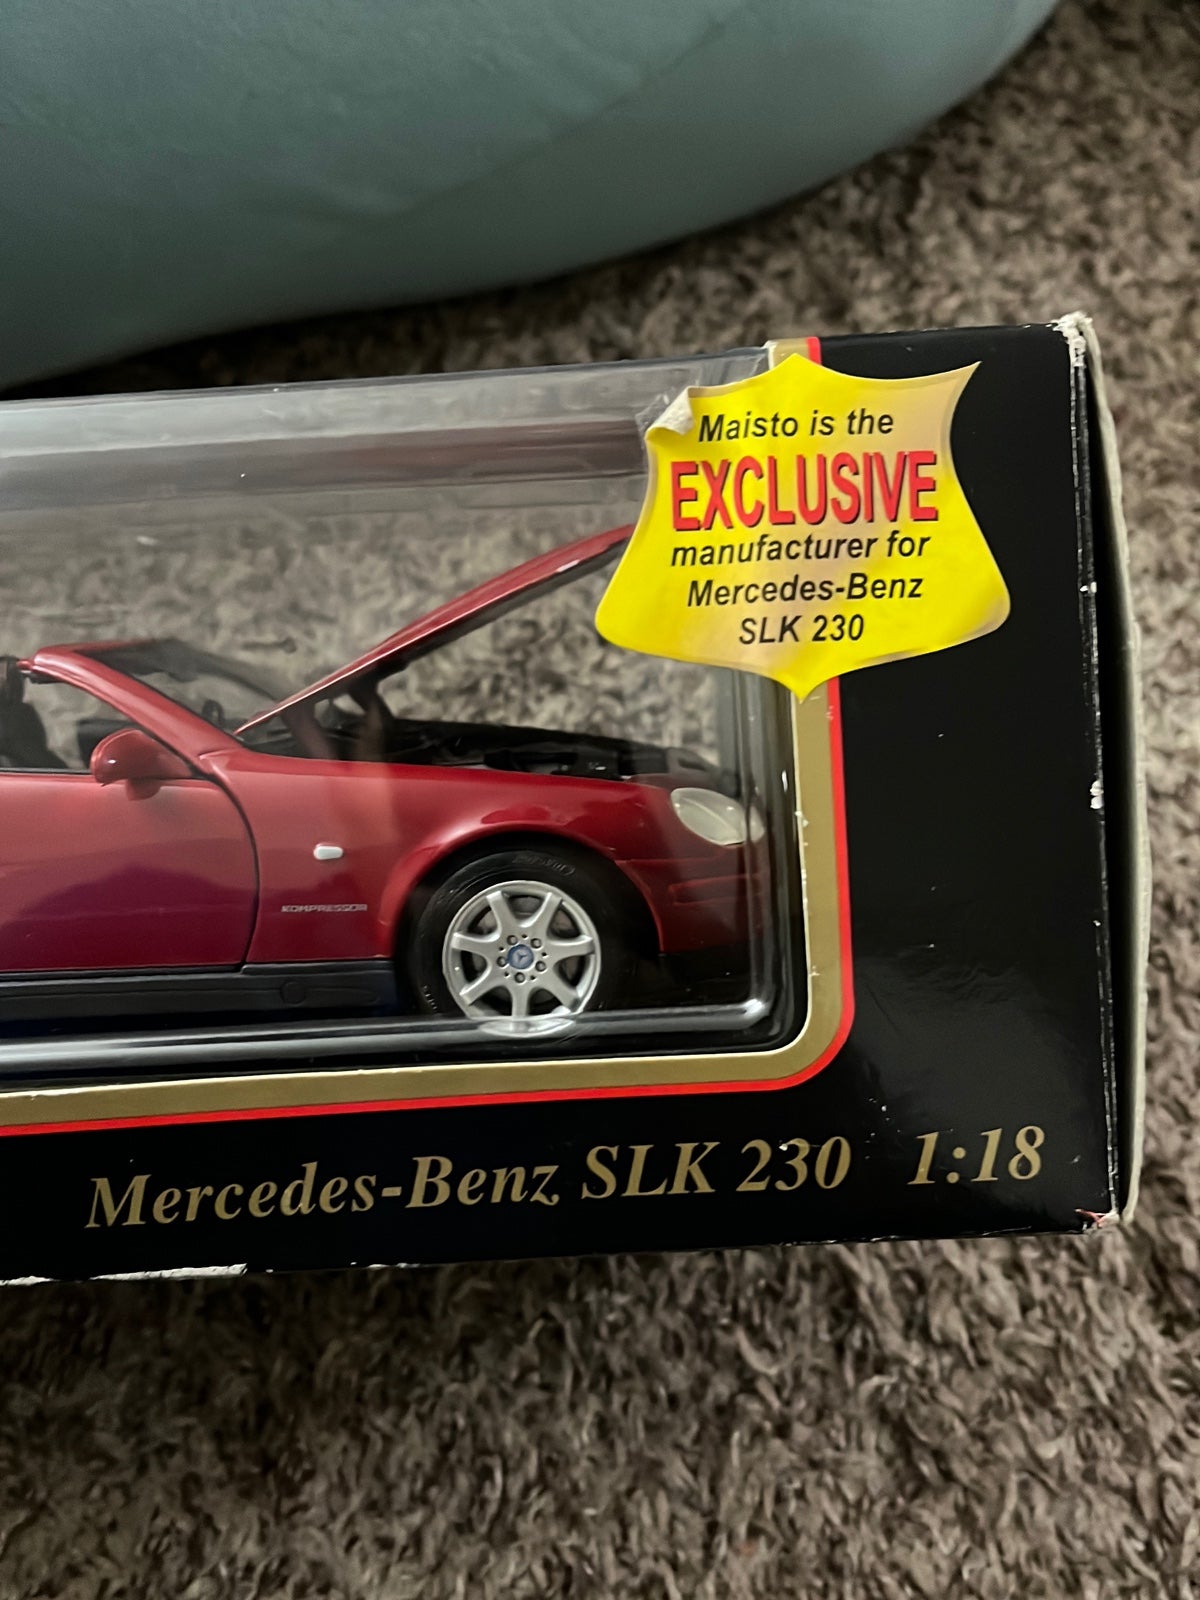 Maisto is the
EXCLUSIVE
manufacturer for
Mercedes-Benz
SLK 230
KOMPRESSOR
Mercedes-Benz SLK 230 1:18